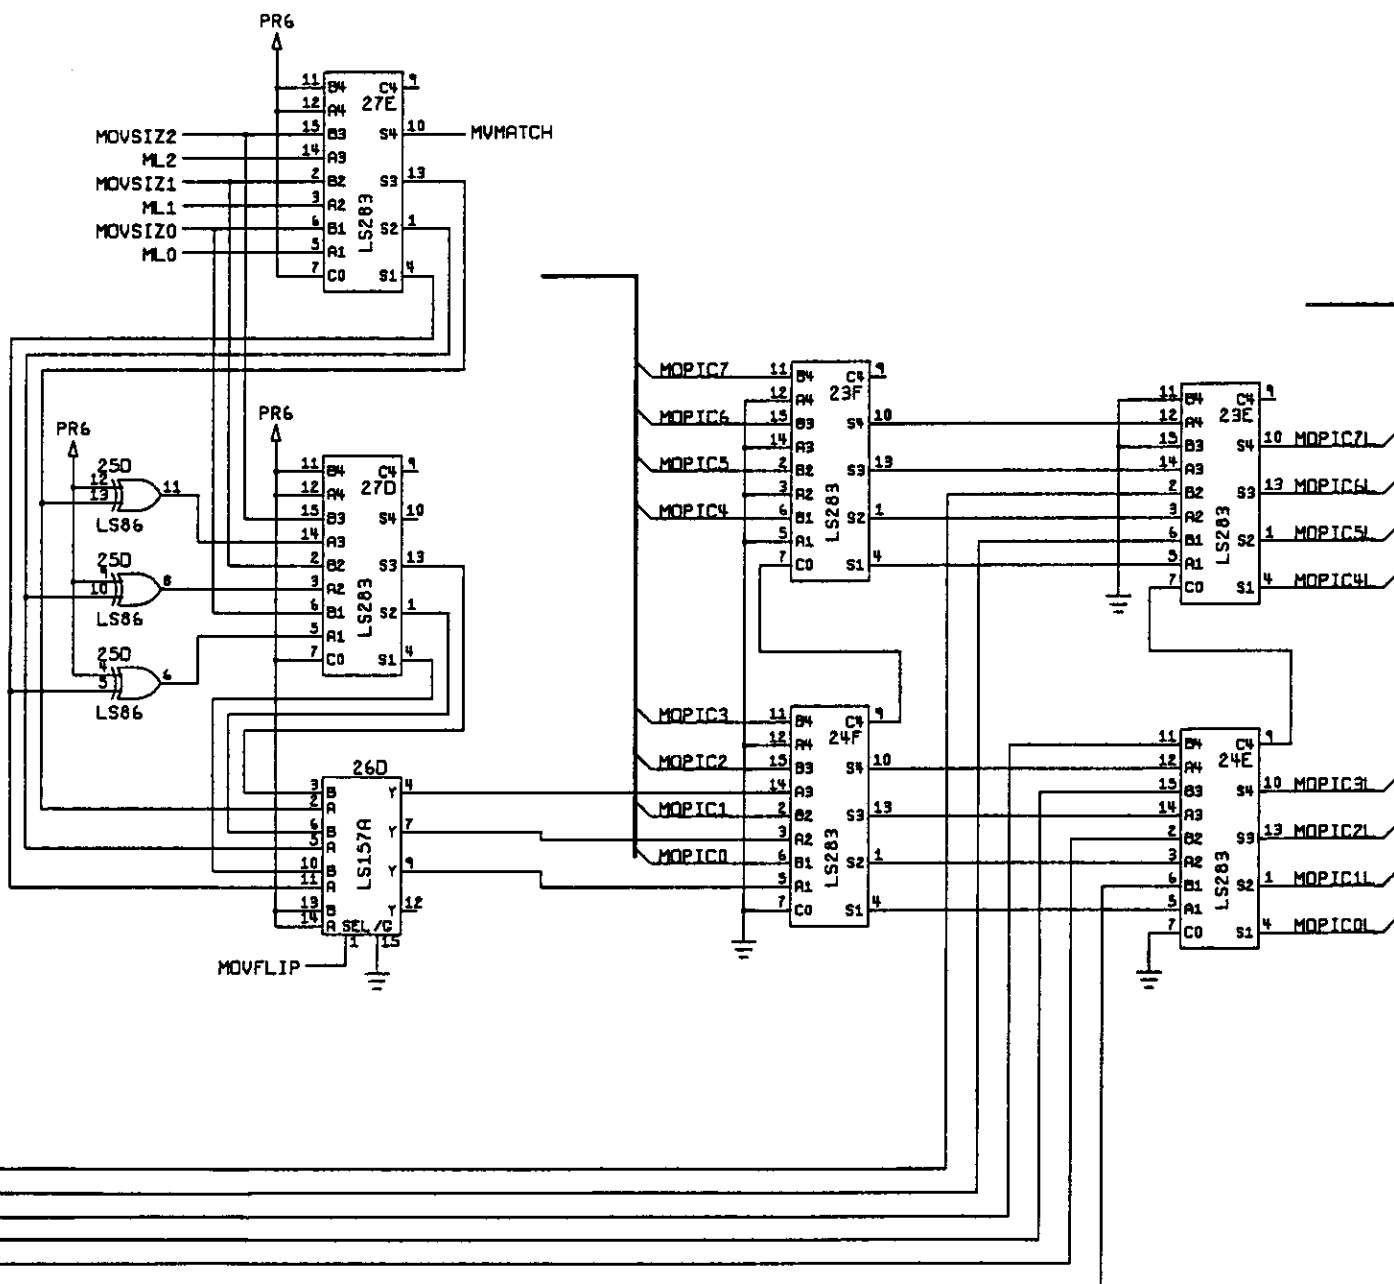 PR6
11 B4 C4 9
12 A4 27E
MOVSIZ2 15 B3 S4 10 MVMATCH
ML2 14 A3
MOVSIZ1 2 B2 S3 13
ML1 3 A2
MOVSIZ0 6 B1 S2 1
ML0 5 A1
7 C0 S1 4
LS283
PR6
25D
12
13 11
LS86
25D
9
10 8
LS86
25D
4
5 6
LS86
PR6
11 B4 C4 9
12 A4 27D
15 B3 S4 10
14 A3
2 B2 S3 13
3 A2
6 B1 S2 1
5 A1
7 C0 S1 4
LS283
26D
3 B Y 4
2 A
6 B Y 7
5 A
10 B Y 9
11 A
13 B Y 12
14 A SEL /G
1 15
LS157A
MOVFLIP
MOPIC7 11 B4 C4 9
12 A4 23F
MOPIC6 15 B3 S4 10
14 A3
MOPIC5 2 B2 S3 13
3 A2
MOPIC4 6 B1 S2 1
5 A1
7 C0 S1 4
LS283
MOPIC3 11 B4 C4 9
12 A4 24F
MOPIC2 15 B3 S4 10
14 A3
MOPIC1 2 B2 S3 13
3 A2
MOPIC0 6 B1 S2 1
5 A1
7 C0 S1 4
LS283
11 B4 C4 9
12 A4 23E
15 B3 S4 10 MOPIC7L
14 A3
2 B2 S3 13 MOPIC6L
3 A2
6 B1 S2 1 MOPIC5L
5 A1
7 C0 S1 4 MOPIC4L
LS283
11 B4 C4 9
12 A4 24E
15 B3 S4 10 MOPIC3L
14 A3
2 B2 S3 13 MOPIC2L
3 A2
6 B1 S2 1 MOPIC1L
5 A1
7 C0 S1 4 MOPIC0L
LS283